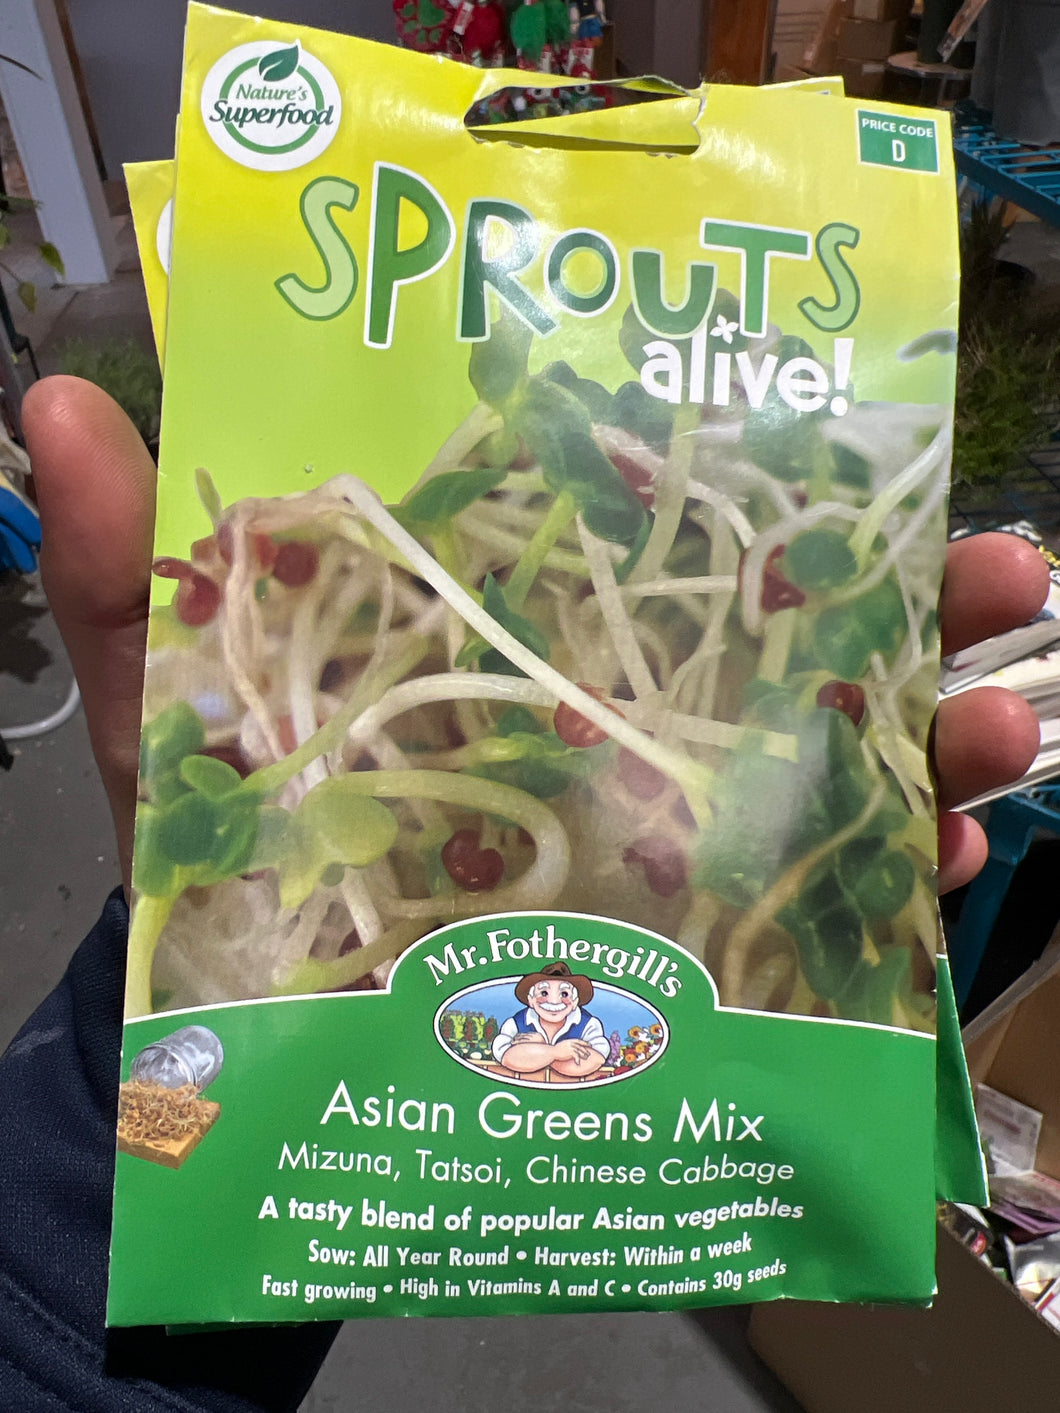 Nature's
Superfood
PRICE CODE
D
SPROUTS
alive!
Mr.Fothergill's
Asian Greens Mix
Mizuna, Tatsoi, Chinese Cabbage
A tasty blend of popular Asian vegetables
Sow: All Year Round • Harvest: Within a week
Fast growing • High in Vitamins A and C • Contains 30g seeds